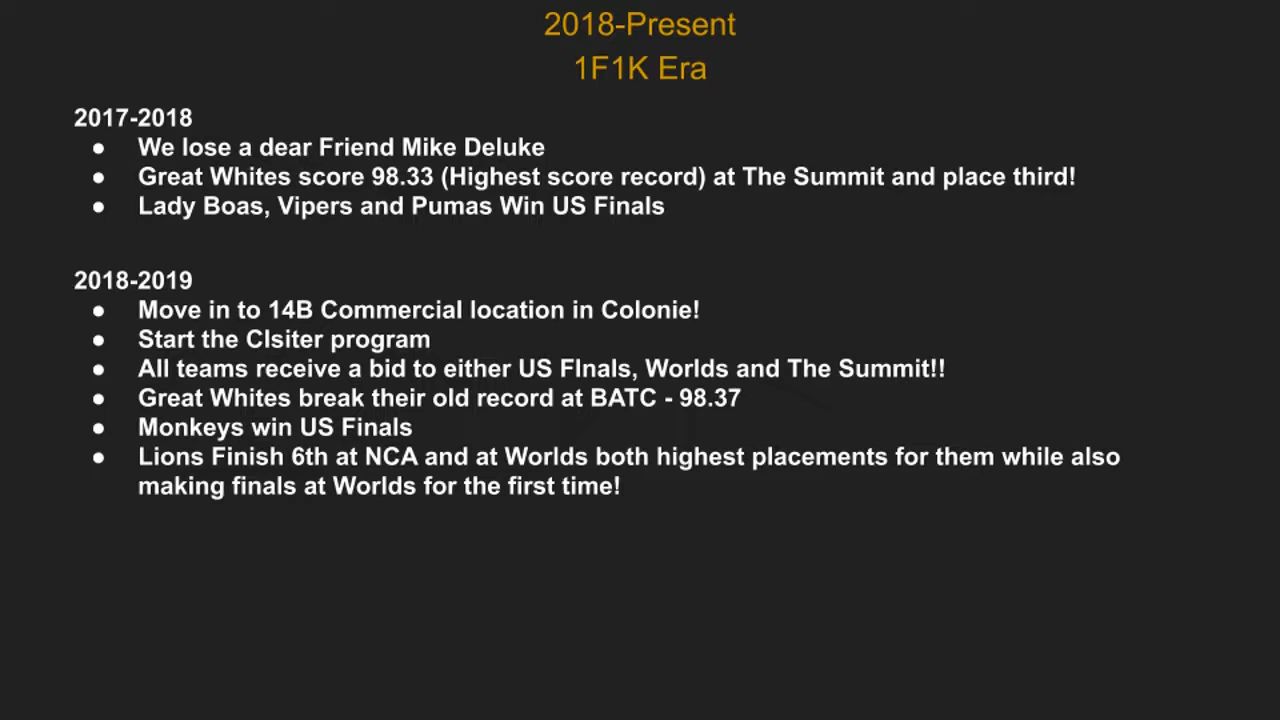 2018-Present
1F1K Era
2017-2018
● We lose a dear Friend Mike Deluke
● Great Whites score 98.33 (Highest score record) at The Summit and place third!
● Lady Boas, Vipers and Pumas Win US Finals
2018-2019
● Move in to 14B Commercial location in Colonie!
● Start the CIsiter program
● All teams receive a bid to either US FInals, Worlds and The Summit!!
● Great Whites break their old record at BATC - 98.37
● Monkeys win US Finals
● Lions Finish 6th at NCA and at Worlds both highest placements for them while also
making finals at Worlds for the first time!